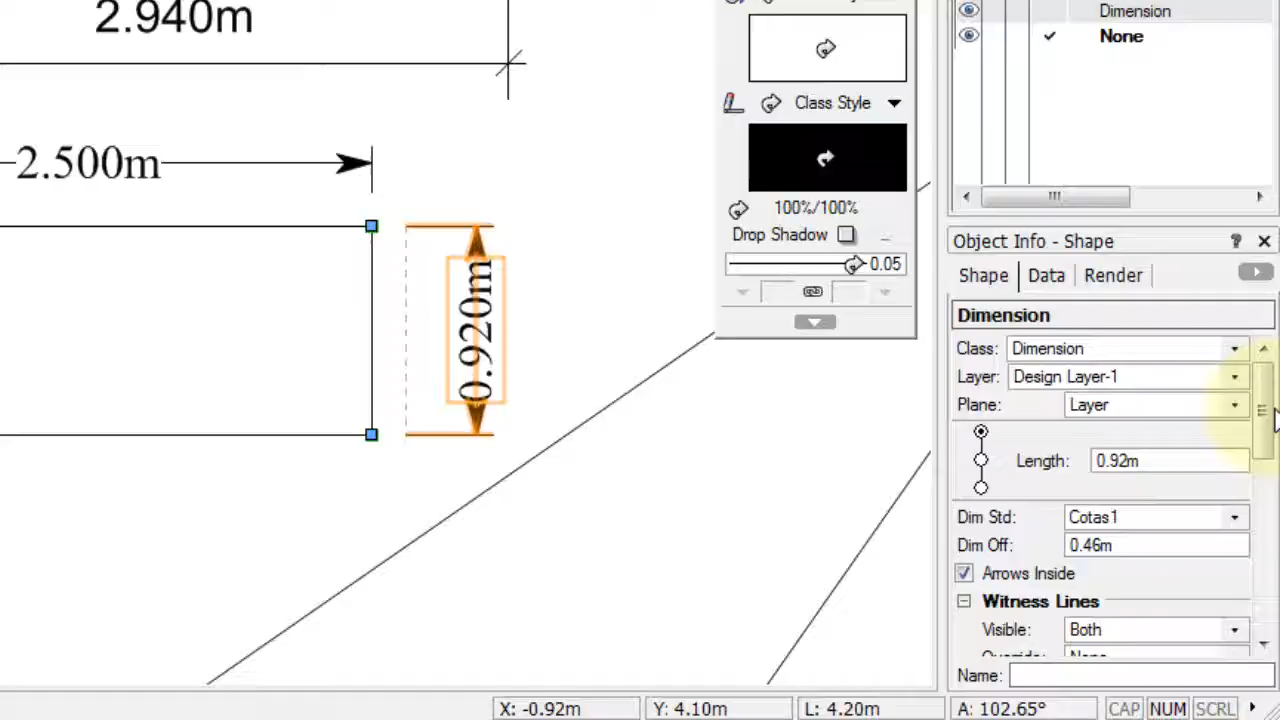 2.940m
2.500m
0.920m
Class Style
100%/100%
Drop Shadow
0.05
Dimension
None
Object Info - Shape
Shape
Data
Render
Dimension
Class: Dimension
Layer: Design Layer-1
Plane: Layer
Length: 0.92m
Dim Std: Cotas1
Dim Off: 0.46m
Arrows Inside
Witness Lines
Visible: Both
Name:
X: -0.92m Y: 4.10m L: 4.20m A: 102.65° CAP NUM SCRL